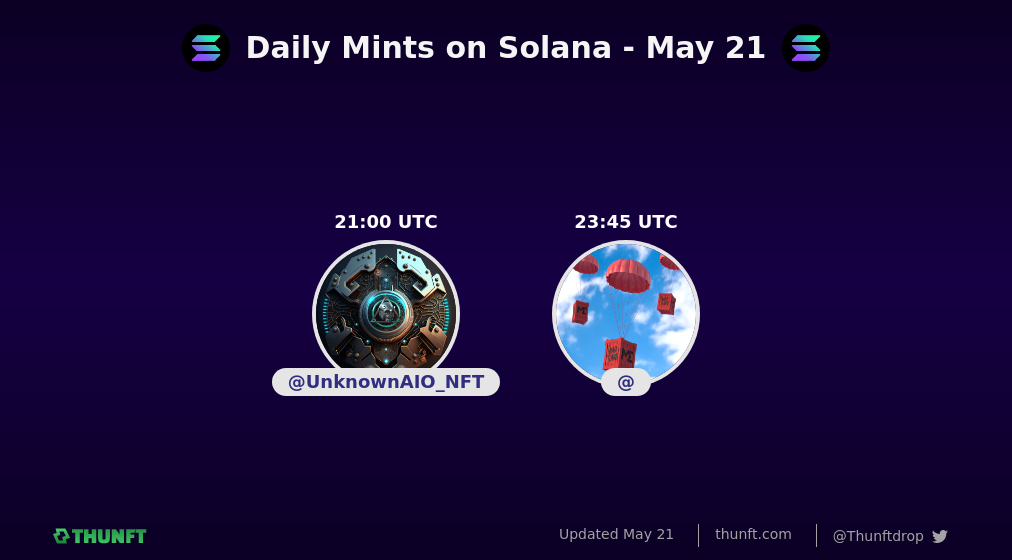 Daily Mints on Solana - May 21
21:00 UTC
23:45 UTC
@UnknownAIO_NFT
@
THUNFT
Updated May 21
thunft.com
@Thunftdrop